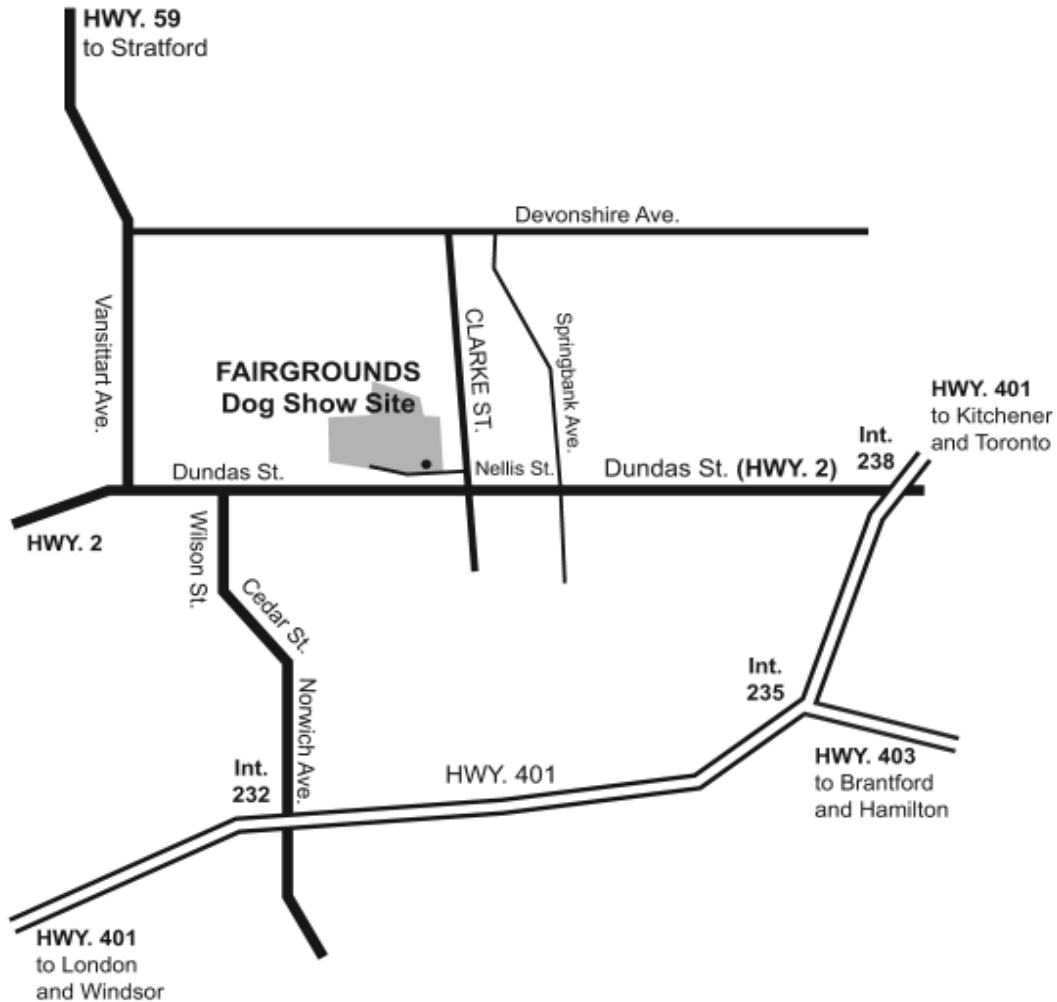 HWY. 59
to Stratford
Devonshire Ave.
Vansittart Ave.
CLARKE ST.
Springbank Ave.
FAIRGROUNDS
Dog Show Site
HWY. 401
to Kitchener
and Toronto
Int.
238
Dundas St.
Nellis St.
Dundas St. (HWY. 2)
HWY. 2
Wilson St.
Cedar St.
Norwich Ave.
Int.
235
Int.
232
HWY. 401
HWY. 403
to Brantford
and Hamilton
HWY. 401
to London
and Windsor